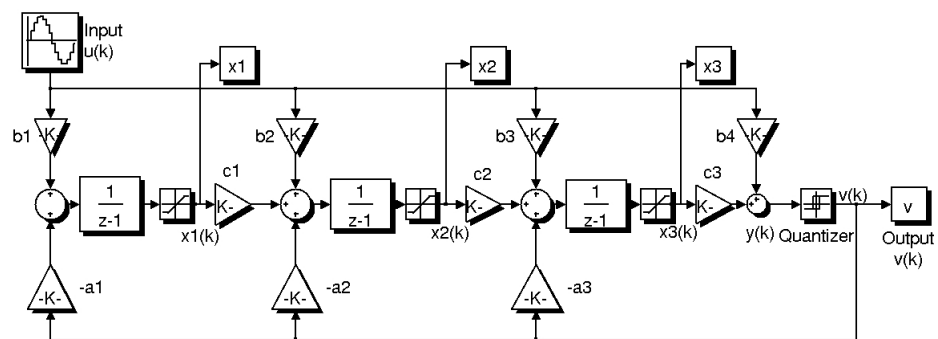 Input
u(k)
x1
x2
x3
b1
-K-
b2
-K-
b3
-K-
b4
-K-
c1
c2
c3
+
+
+
1
z-1
K-
x1(k)
+
+
+
1
z-1
K-
x2(k)
+
+
+
1
z-1
K-
x3(k)
+
y(k)
Quantizer
v(k)
v
Output
v(k)
-K-
-a1
-K-
-a2
-K-
-a3